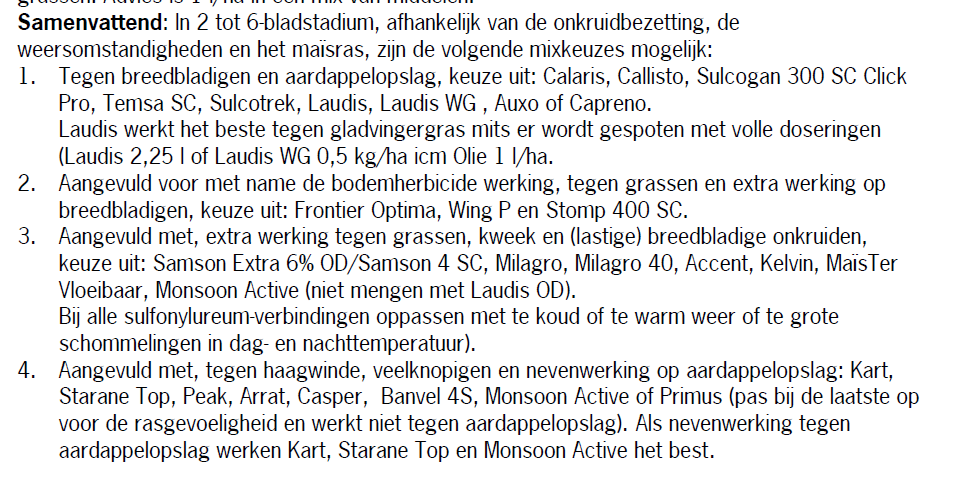 Samenvattend: In 2 tot 6-bladstadium, afhankelijk van de onkruidbezetting, de
weersomstandigheden en het maïsras, zijn de volgende mixkeuzes mogelijk:
1. Tegen breedbladigen en aardappelopslag, keuze uit: Calaris, Callisto, Sulcogan 300 SC Click
Pro, Temsa SC, Sulcotrek, Laudis, Laudis WG , Auxo of Capreno.
Laudis werkt het beste tegen gladvingergras mits er wordt gespoten met volle doseringen
(Laudis 2,25 l of Laudis WG 0,5 kg/ha icm Olie 1 l/ha.
2. Aangevuld voor met name de bodemherbicide werking, tegen grassen en extra werking op
breedbladigen, keuze uit: Frontier Optima, Wing P en Stomp 400 SC.
3. Aangevuld met, extra werking tegen grassen, kweek en (lastige) breedbladige onkruiden,
keuze uit: Samson Extra 6% OD/Samson 4 SC, Milagro, Milagro 40, Accent, Kelvin, MaïsTer
Vloeibaar, Monsoon Active (niet mengen met Laudis OD).
Bij alle sulfonylureum-verbindingen oppassen met te koud of te warm weer of te grote
schommelingen in dag- en nachttemperatuur).
4. Aangevuld met, tegen haagwinde, veelknopigen en nevenwerking op aardappelopslag: Kart,
Starane Top, Peak, Arrat, Casper,  Banvel 4S, Monsoon Active of Primus (pas bij de laatste op
voor de rasgevoeligheid en werkt niet tegen aardappelopslag). Als nevenwerking tegen
aardappelopslag werken Kart, Starane Top en Monsoon Active het best.